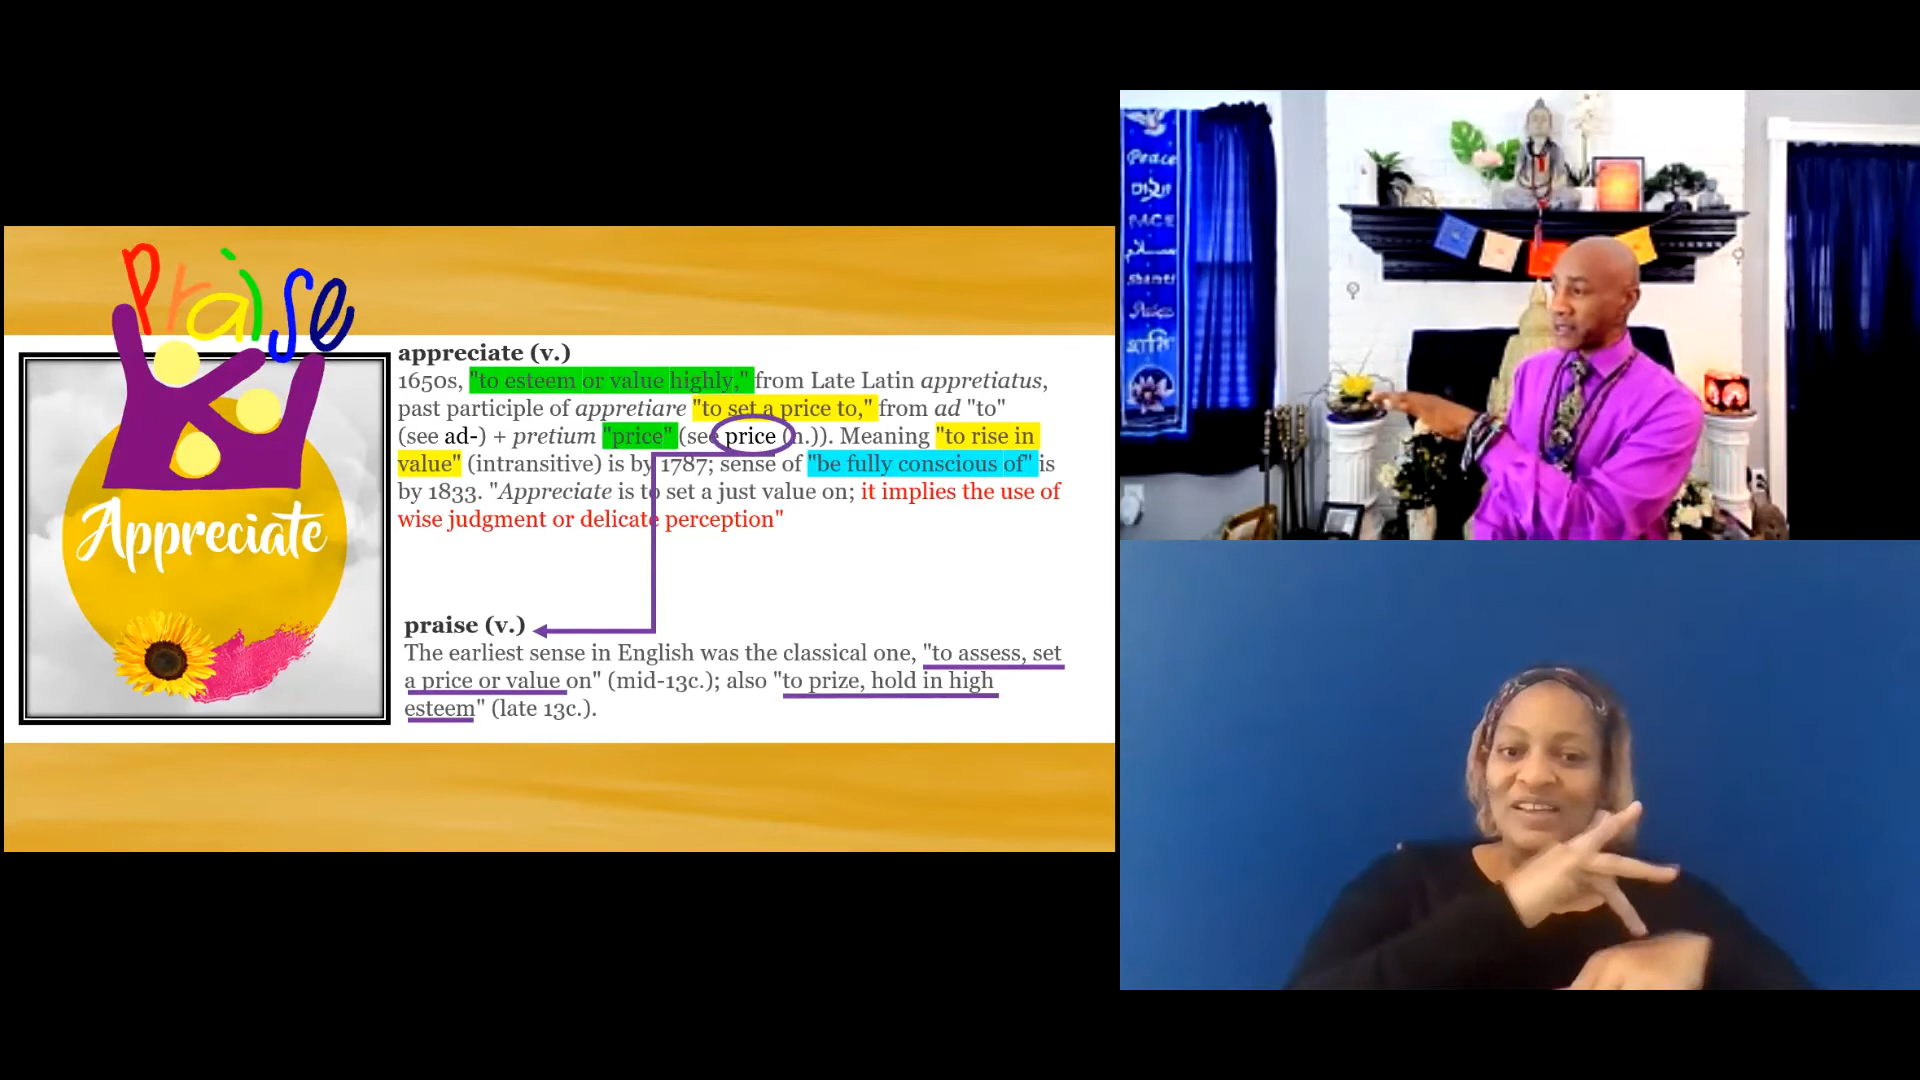 Praise
Appreciate
appreciate (v.)
1650s, "to esteem or value highly," from Late Latin appretiatus,
past participle of appretiare "to set a price to," from ad "to"
(see ad-) + pretium "price" (see price (n.)). Meaning "to rise in
value" (intransitive) is by 1787; sense of "be fully conscious of" is
by 1833. "Appreciate is to set a just value on; it implies the use of
wise judgment or delicate perception"
praise (v.)
The earliest sense in English was the classical one, "to assess, set
a price or value on" (mid-13c.); also "to prize, hold in high
esteem" (late 13c.).
Peace
PACE
shanti